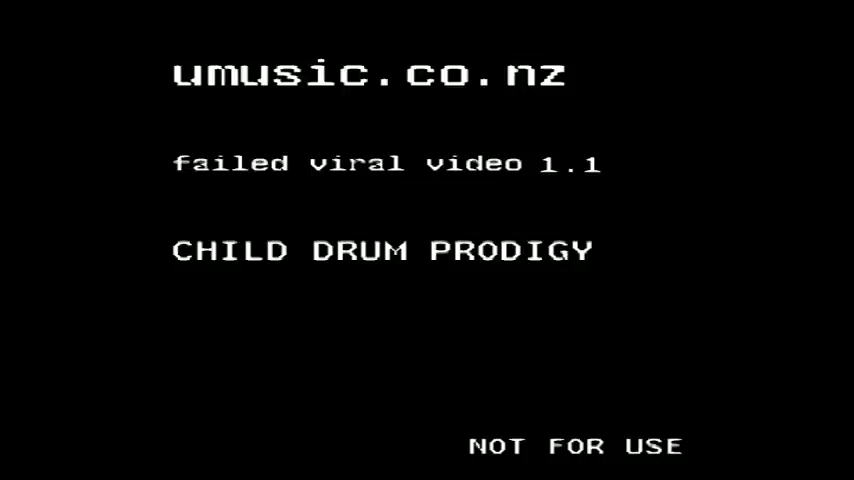 umusic.co.nz
failed viral video 1.1
CHILD DRUM PRODIGY
NOT FOR USE